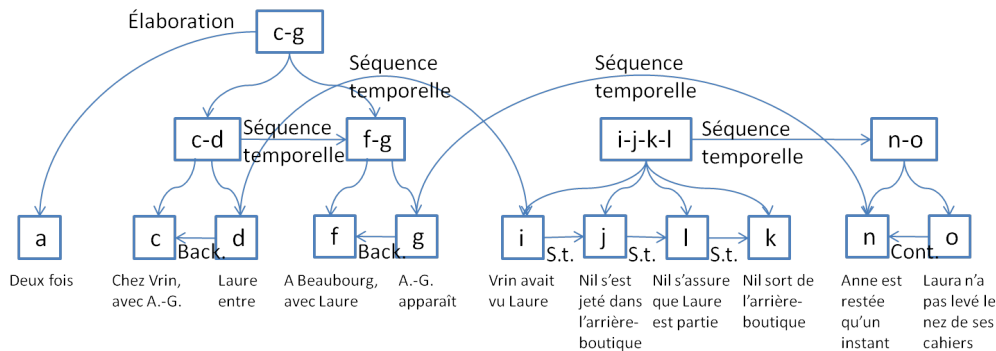 Élaboration
c-g
Séquence
temporelle
Séquence
temporelle
c-d
Séquence
temporelle
f-g
i-j-k-l
Séquence
temporelle
n-o
a
c
Back.
d
f
Back.
g
i
S.t.
j
S.t.
l
S.t.
k
n
Cont.
o
Deux fois
Chez Vrin,
avec A.-G.
Laure
entre
A Beaubourg,
avec Laure
A.-G.
apparaît
Vrin avait
vu Laure
Nil s’est
jeté dans
l’arrière-
boutique
Nil s’assure
que Laure
est partie
Nil sort de
l’arrière-
boutique
Anne est
restée
qu’un
instant
Laura n’a
pas levé le
nez de ses
cahiers